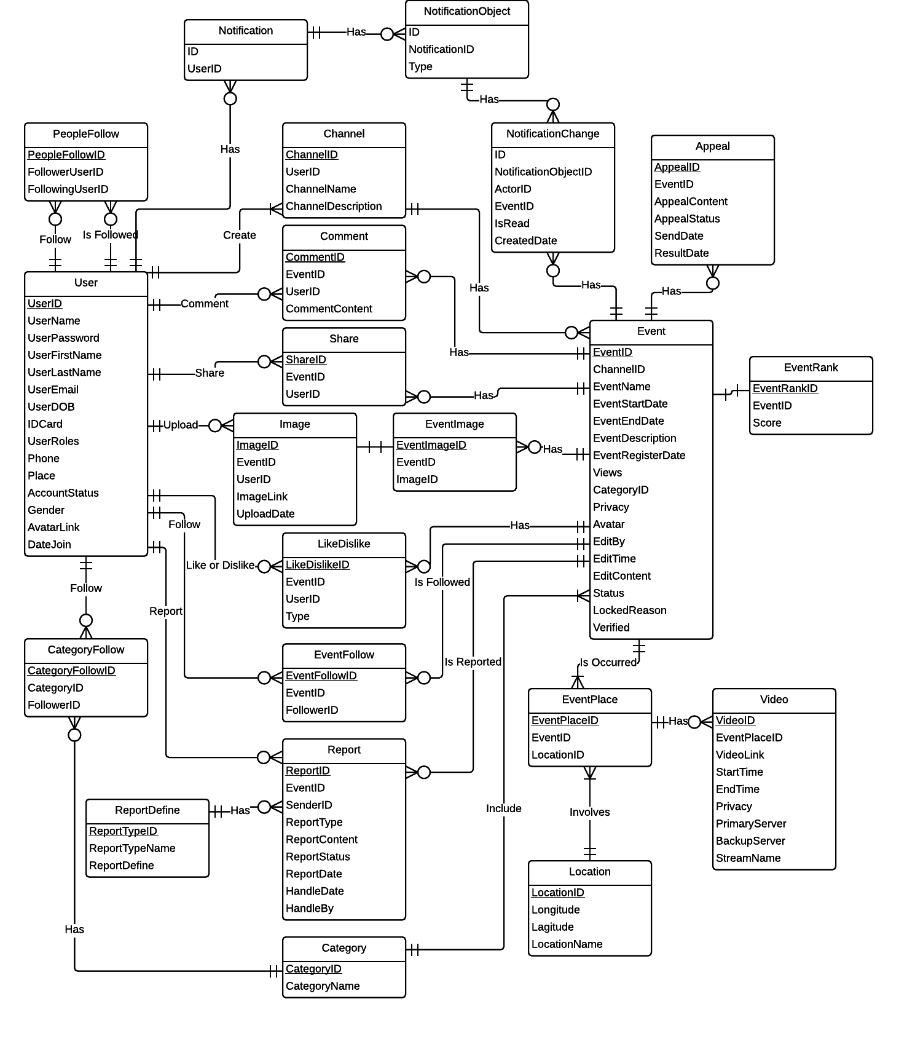 NotificationObject
ID
NotificationID
Type
Notification
ID
UserID
Has
Has
Has
PeopleFollow
PeopleFollowID
FollowerUserID
FollowingUserID
Follow
Is Followed
Channel
ChannelID
UserID
ChannelName
ChannelDescription
Create
NotificationChange
ID
NotificationObjectID
ActorID
EventID
IsRead
CreatedDate
Appeal
AppealID
EventID
AppealContent
AppealStatus
SendDate
ResultDate
Has
Has
Has
User
UserID
UserName
UserPassword
UserFirstName
UserLastName
UserEmail
UserDOB
IDCard
UserRoles
Phone
Place
AccountStatus
Gender
AvatarLink
DateJoin
Comment
Comment
CommentID
EventID
UserID
CommentContent
Has
Share
Share
ShareID
EventID
UserID
Has
Event
EventID
ChannelID
EventName
EventStartDate
EventEndDate
EventDescription
EventRegisterDate
Views
CategoryID
Privacy
Avatar
EditBy
EditTime
EditContent
Status
LockedReason
Verified
EventRank
EventRankID
EventID
Score
Upload
Image
ImageID
EventID
UserID
ImageLink
UploadDate
EventImage
EventImageID
EventID
ImageID
Has
Follow
Like or Dislike
LikeDislike
LikeDislikeID
EventID
UserID
Type
Has
Is Followed
Follow
Report
CategoryFollow
CategoryFollowID
CategoryID
FollowerID
EventFollow
EventFollowID
EventID
FollowerID
Is Reported
Is Occurred
EventPlace
EventPlaceID
EventID
LocationID
Has
Video
VideoID
EventPlaceID
VideoLink
StartTime
EndTime
Privacy
PrimaryServer
BackupServer
StreamName
Report
ReportID
EventID
SenderID
ReportType
ReportContent
ReportStatus
ReportDate
HandleDate
HandleBy
ReportDefine
ReportTypeID
ReportTypeName
ReportDefine
Has
Include
Involves
Location
LocationID
Longitude
Lagitude
LocationName
Has
Category
CategoryID
CategoryName